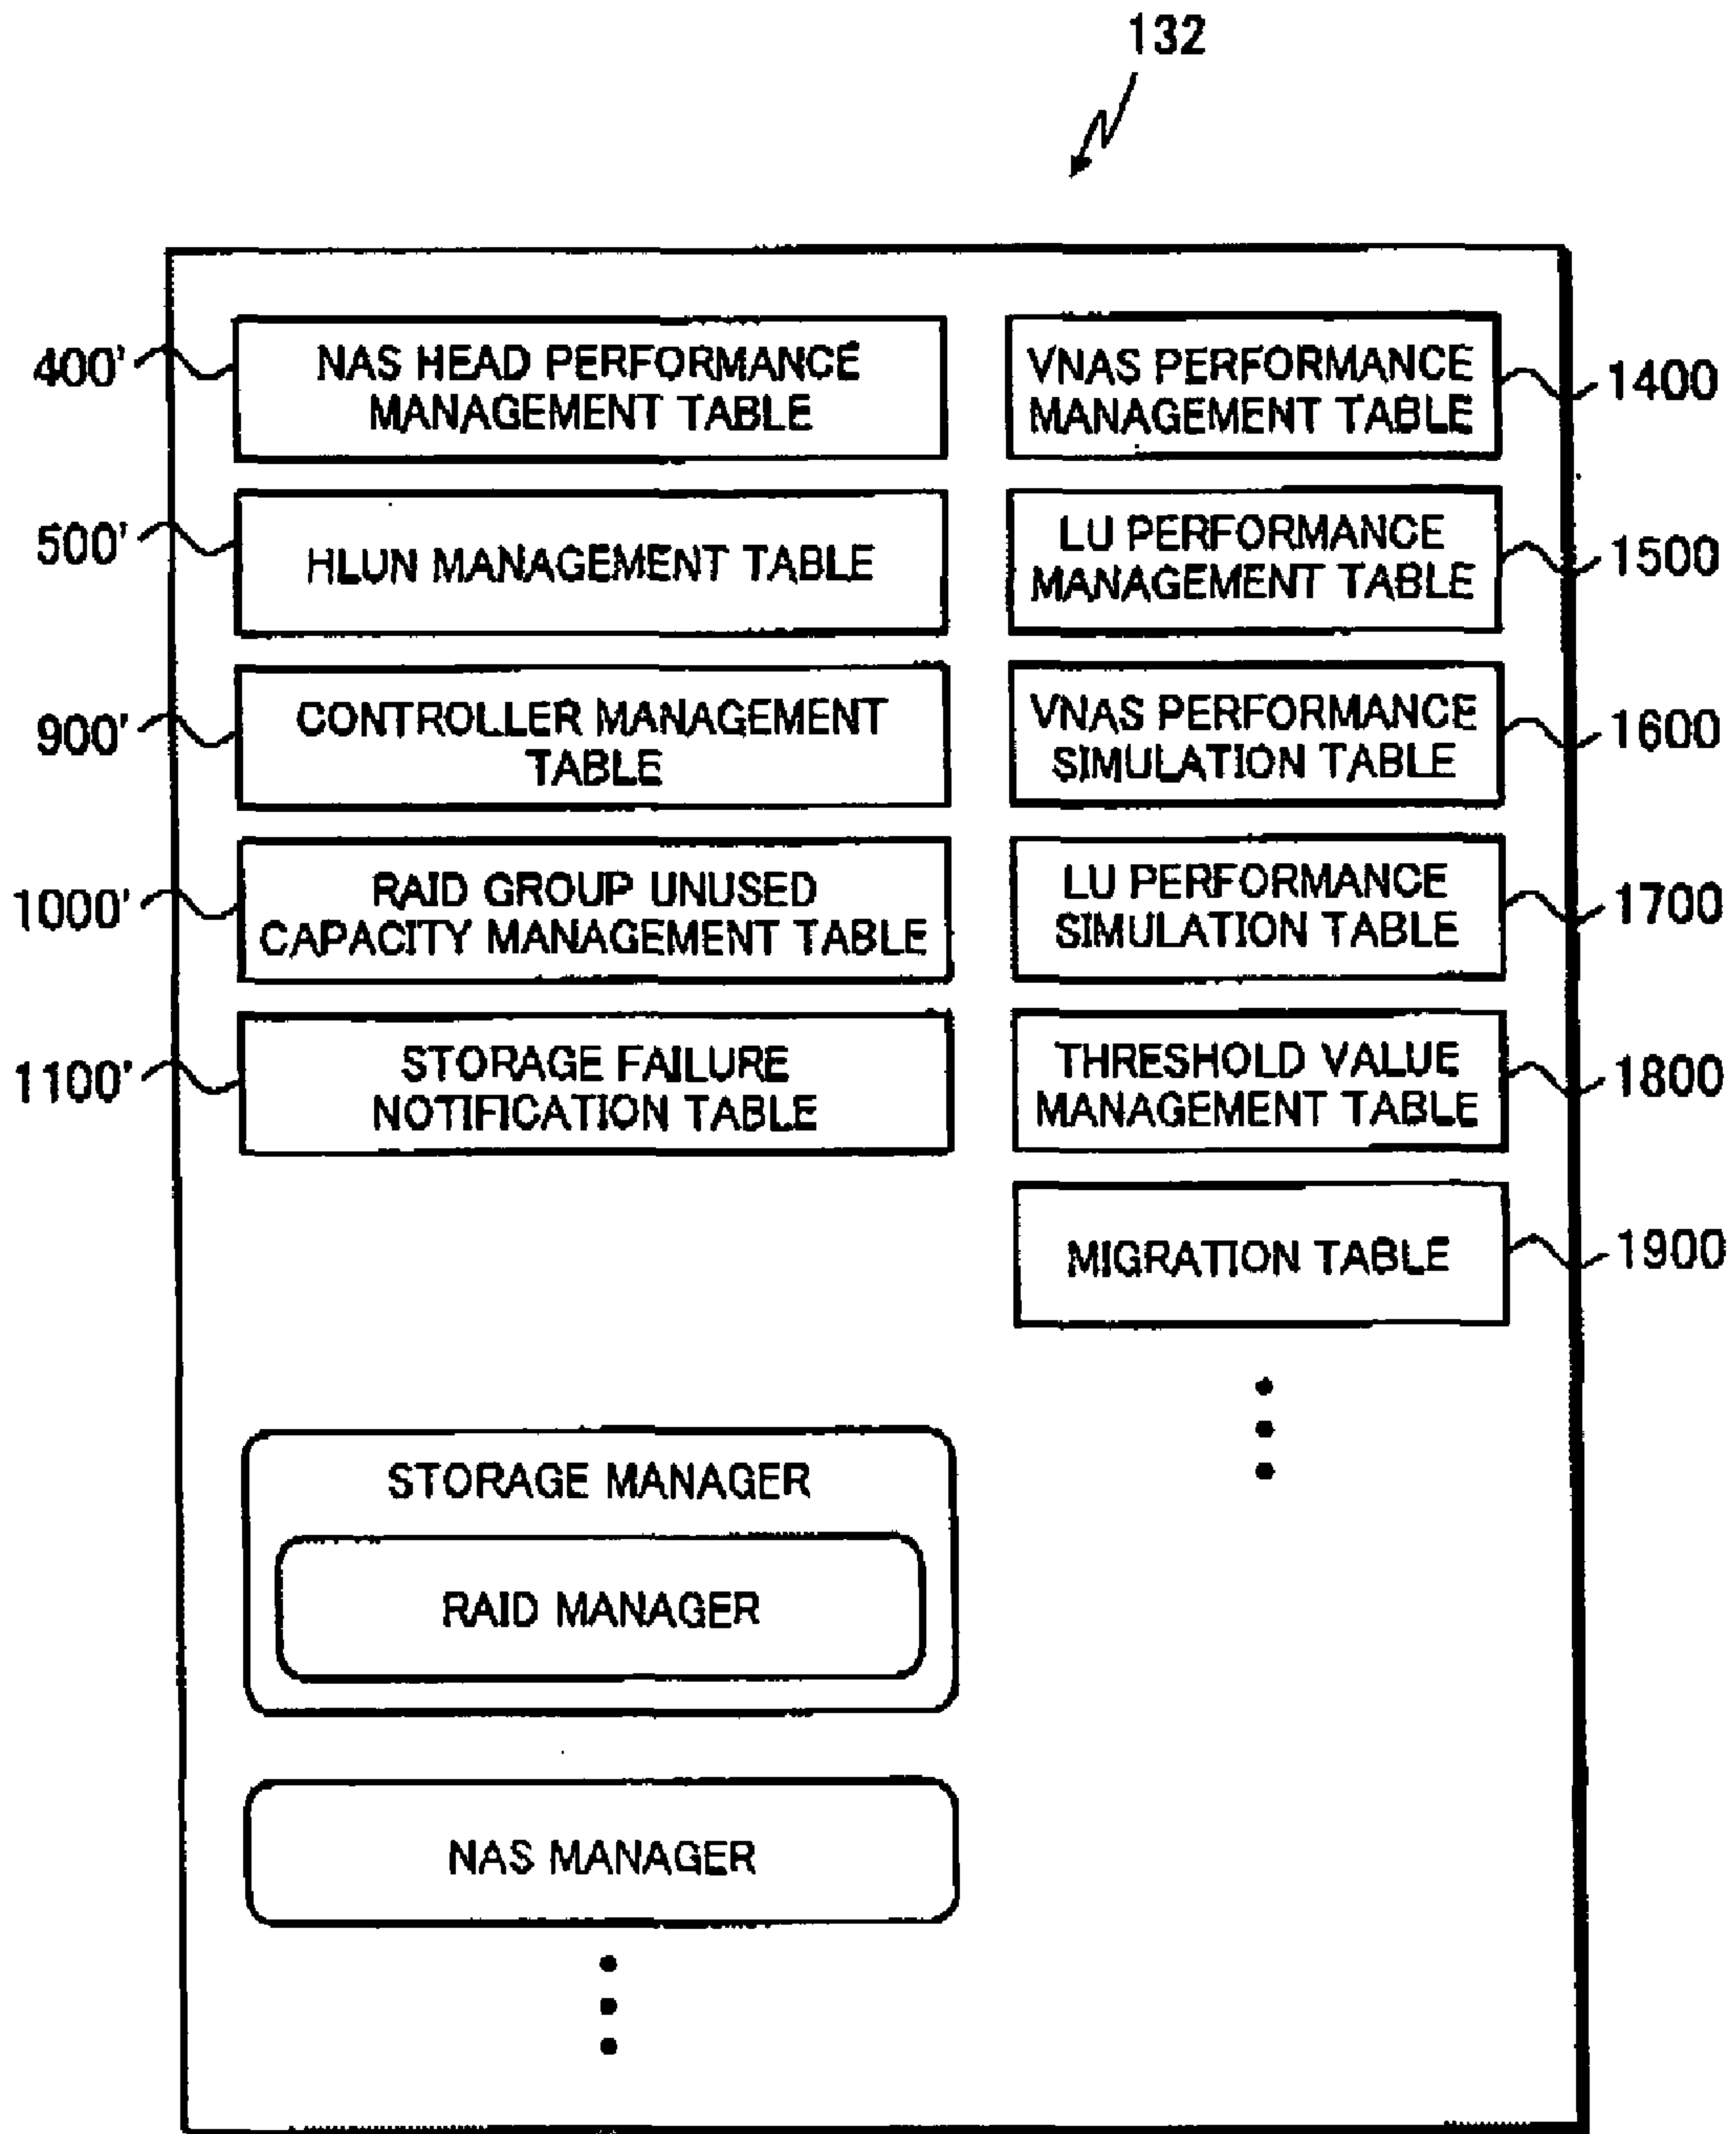 132
400'
NAS HEAD PERFORMANCE
MANAGEMENT TABLE
500'
HLUN MANAGEMENT TABLE
900'
CONTROLLER MANAGEMENT
TABLE
1000'
RAID GROUP UNUSED
CAPACITY MANAGEMENT TABLE
1100'
STORAGE FAILURE
NOTIFICATION TABLE
STORAGE MANAGER
RAID MANAGER
NAS MANAGER
VNAS PERFORMANCE
MANAGEMENT TABLE
1400
LU PERFORMANCE
MANAGEMENT TABLE
1500
VNAS PERFORMANCE
SIMULATION TABLE
1600
LU PERFORMANCE
SIMULATION TABLE
1700
THRESHOLD VALUE
MANAGEMENT TABLE
1800
MIGRATION TABLE
1900